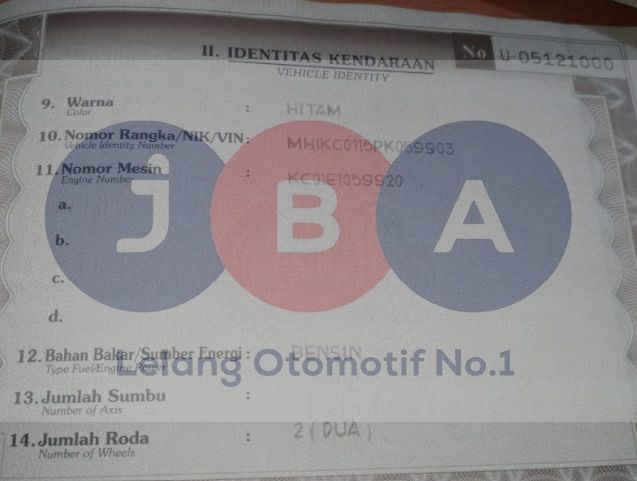 II. IDENTITAS KENDARAAN No U-05121000
VEHICLE IDENTITY
9. Warna : HITAM
Color
10. Nomor Rangka/NIK/VIN : MH1KC0115PK059903
Vehicle Identity Number
11. Nomor Mesin : KC01E1059920
Engine Number
a.
b.
c.
d.
jBA
12. Bahan Bakar/Sumber Energi : BENSIN
Type Fuel/Engine Power
Lelang Otomotif No.1
13. Jumlah Sumbu :
Number of Axis
14. Jumlah Roda : 2 ( DUA )
Number of Wheels